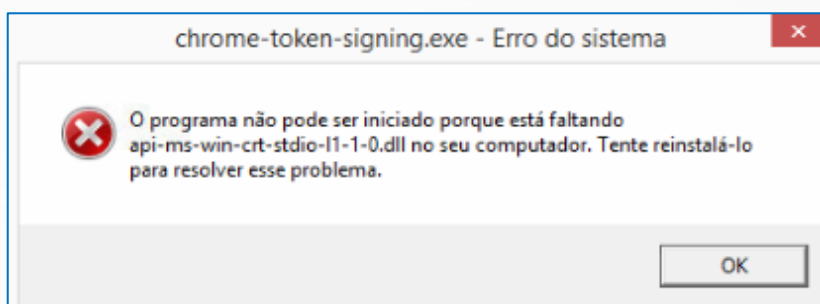 chrome-token-signing.exe - Erro do sistema
O programa não pode ser iniciado porque está faltando
api-ms-win-crt-stdio-l1-1-0.dll no seu computador. Tente reinstalá-lo
para resolver esse problema.
OK